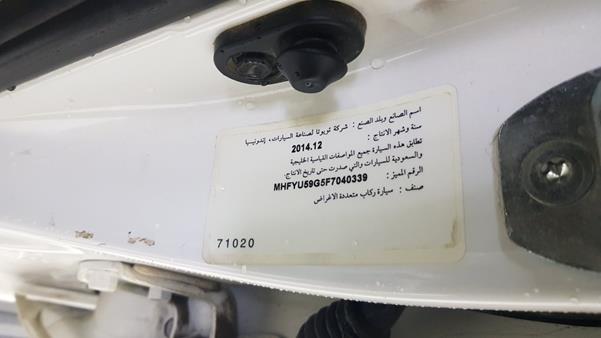 اسم الصانع وبلد الصنع : شركة تويوتا لصناعة السيارات، إندونيسيا
سنة وشهر الانتاج : 2014.12
تطابق هذه السيارة جميع المواصفات القياسية الخليجية
والسعودية للسيارات والتي صدرت حتى تاريخ الانتاج.
الرقم المميز : MHFYU59G5F7040339
صنف : سيارة ركاب متعددة الاغراض
71020